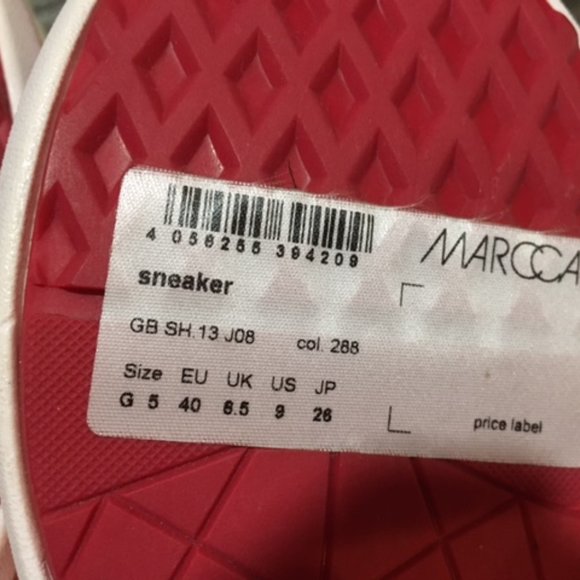 4 056255 394209
MAROCCA
sneaker
GB SH.13 J08 col. 288
Size EU UK US JP
G 5 40 6.5 9 26
price label